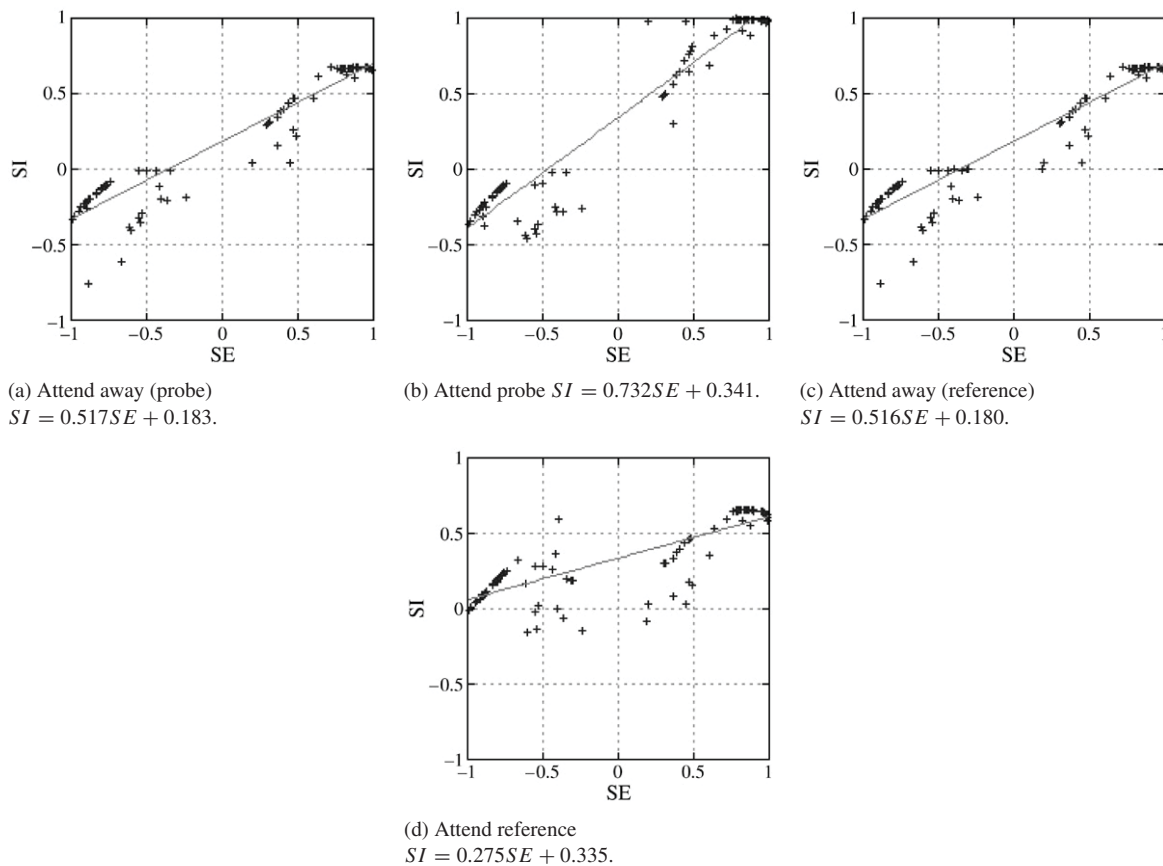 1
0.5
0
−0.5
−1
SI
−1 −0.5 0 0.5 1
SE
1
0.5
0
−0.5
−1
SI
−1 −0.5 0 0.5 1
SE
1
0.5
0
−0.5
−1
SI
−1 −0.5 0 0.5 1
SE
(a) Attend away (probe)
SI = 0.517SE + 0.183.
(b) Attend probe SI = 0.732SE + 0.341.
(c) Attend away (reference)
SI = 0.516SE + 0.180.
1
0.5
0
−0.5
−1
SI
−1 −0.5 0 0.5 1
SE
(d) Attend reference
SI = 0.275SE + 0.335.